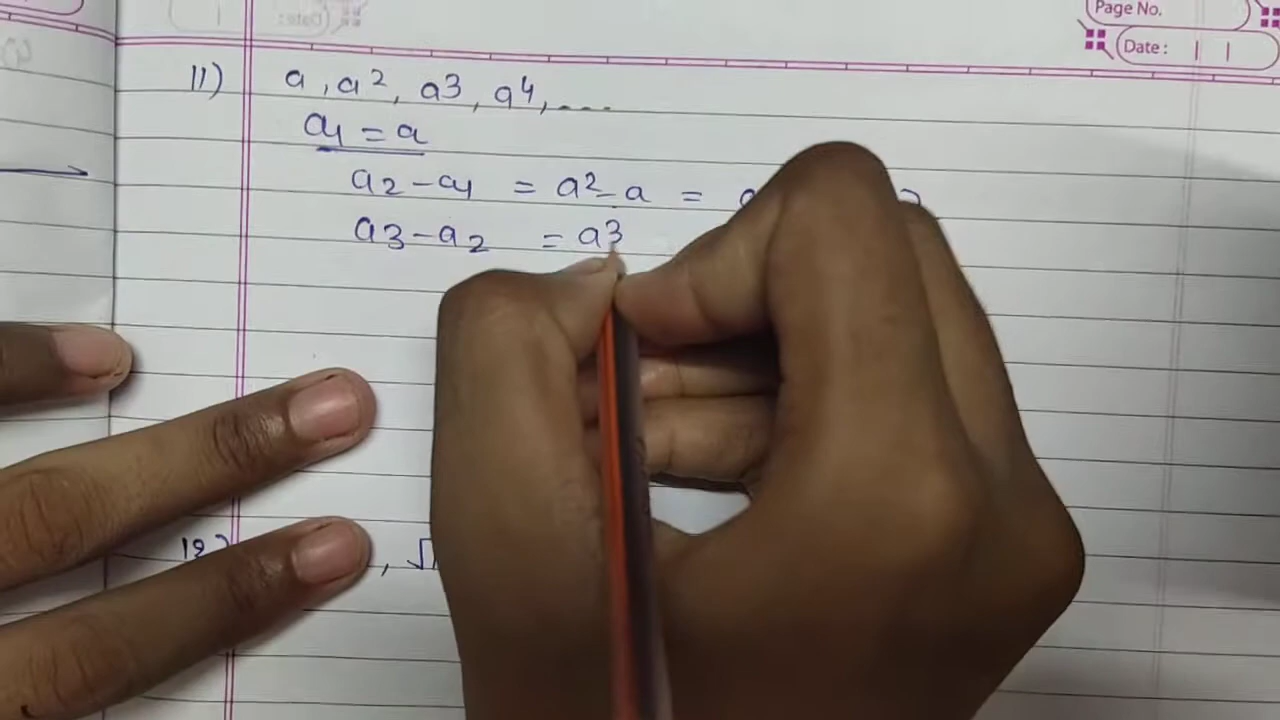 Page No.
Date :
11) a, a², a³, a⁴, ....
a₁ = a
a₂ - a₁ = a² - a =
a₃ - a₂ = a³
12) , √